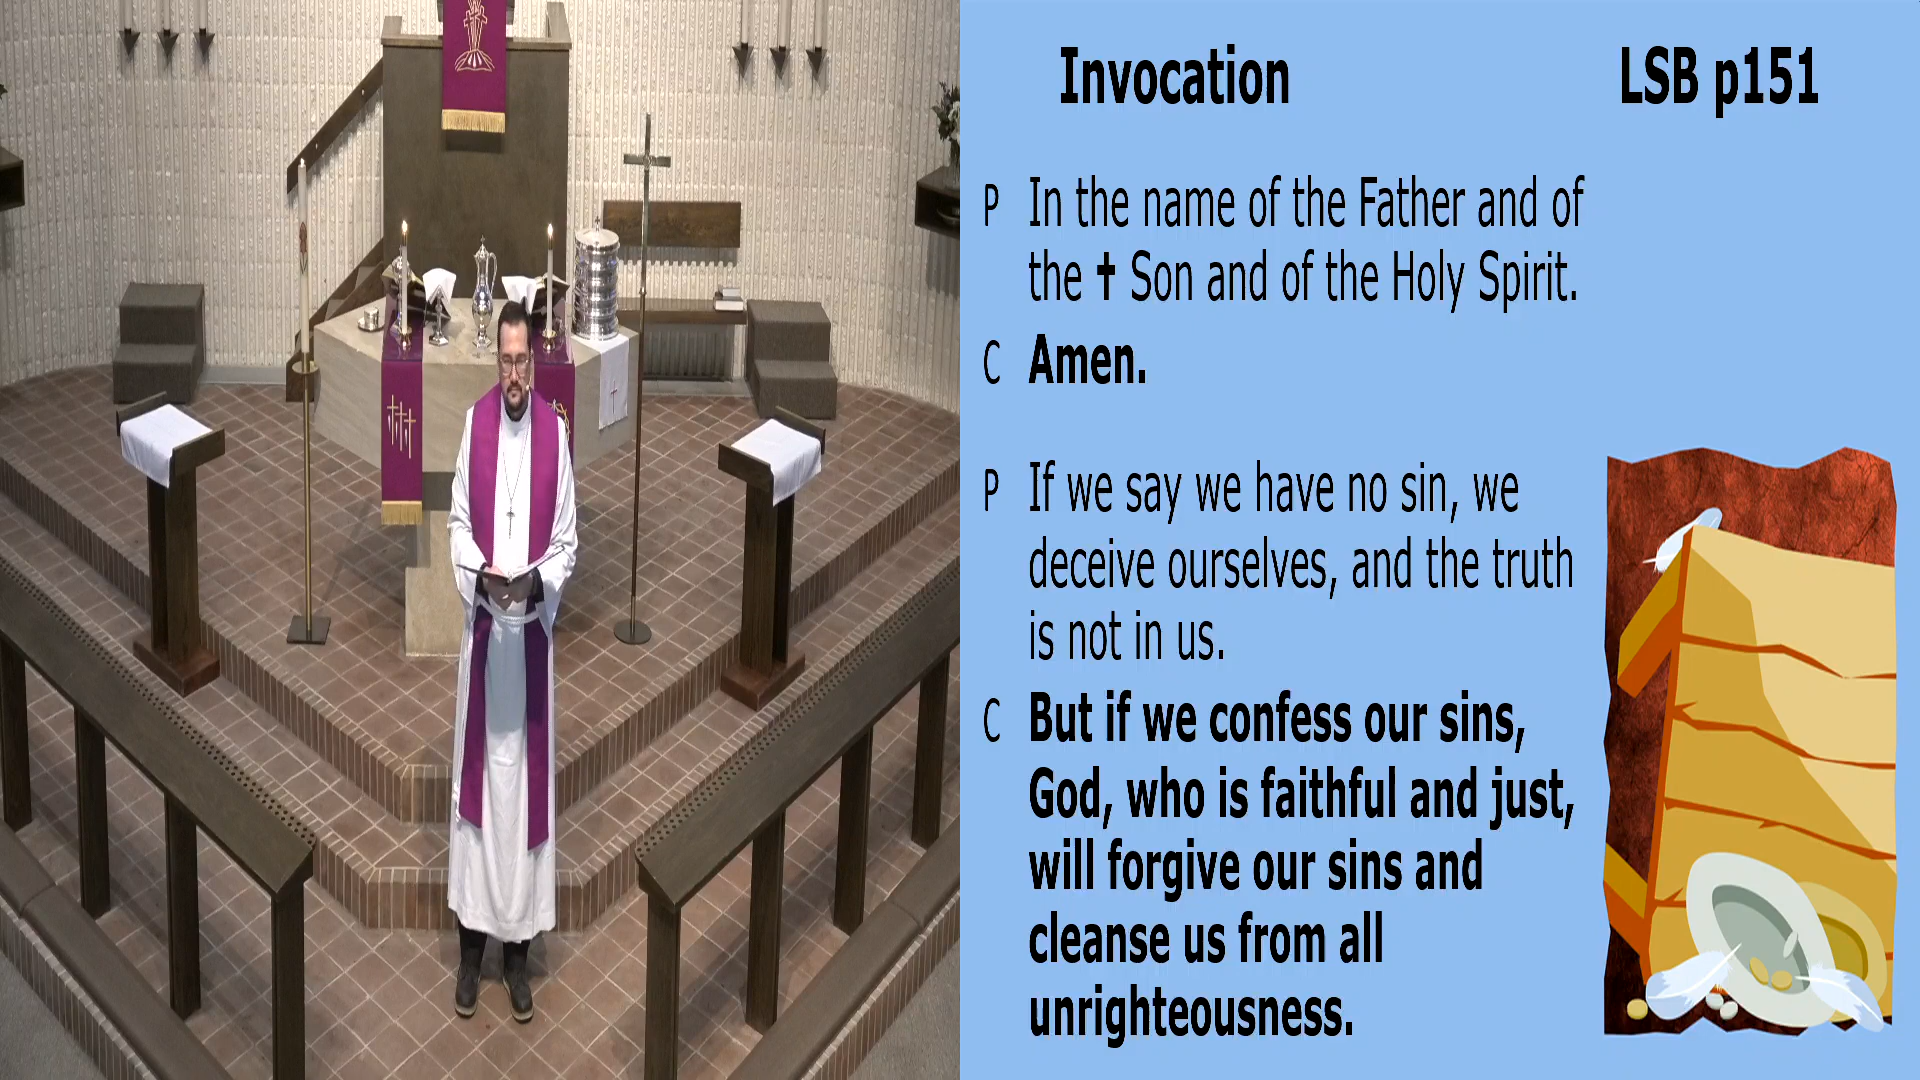 Invocation LSB p151
P In the name of the Father and of
the ✝ Son and of the Holy Spirit.
C Amen.
P If we say we have no sin, we
deceive ourselves, and the truth
is not in us.
C But if we confess our sins,
God, who is faithful and just,
will forgive our sins and
cleanse us from all
unrighteousness.